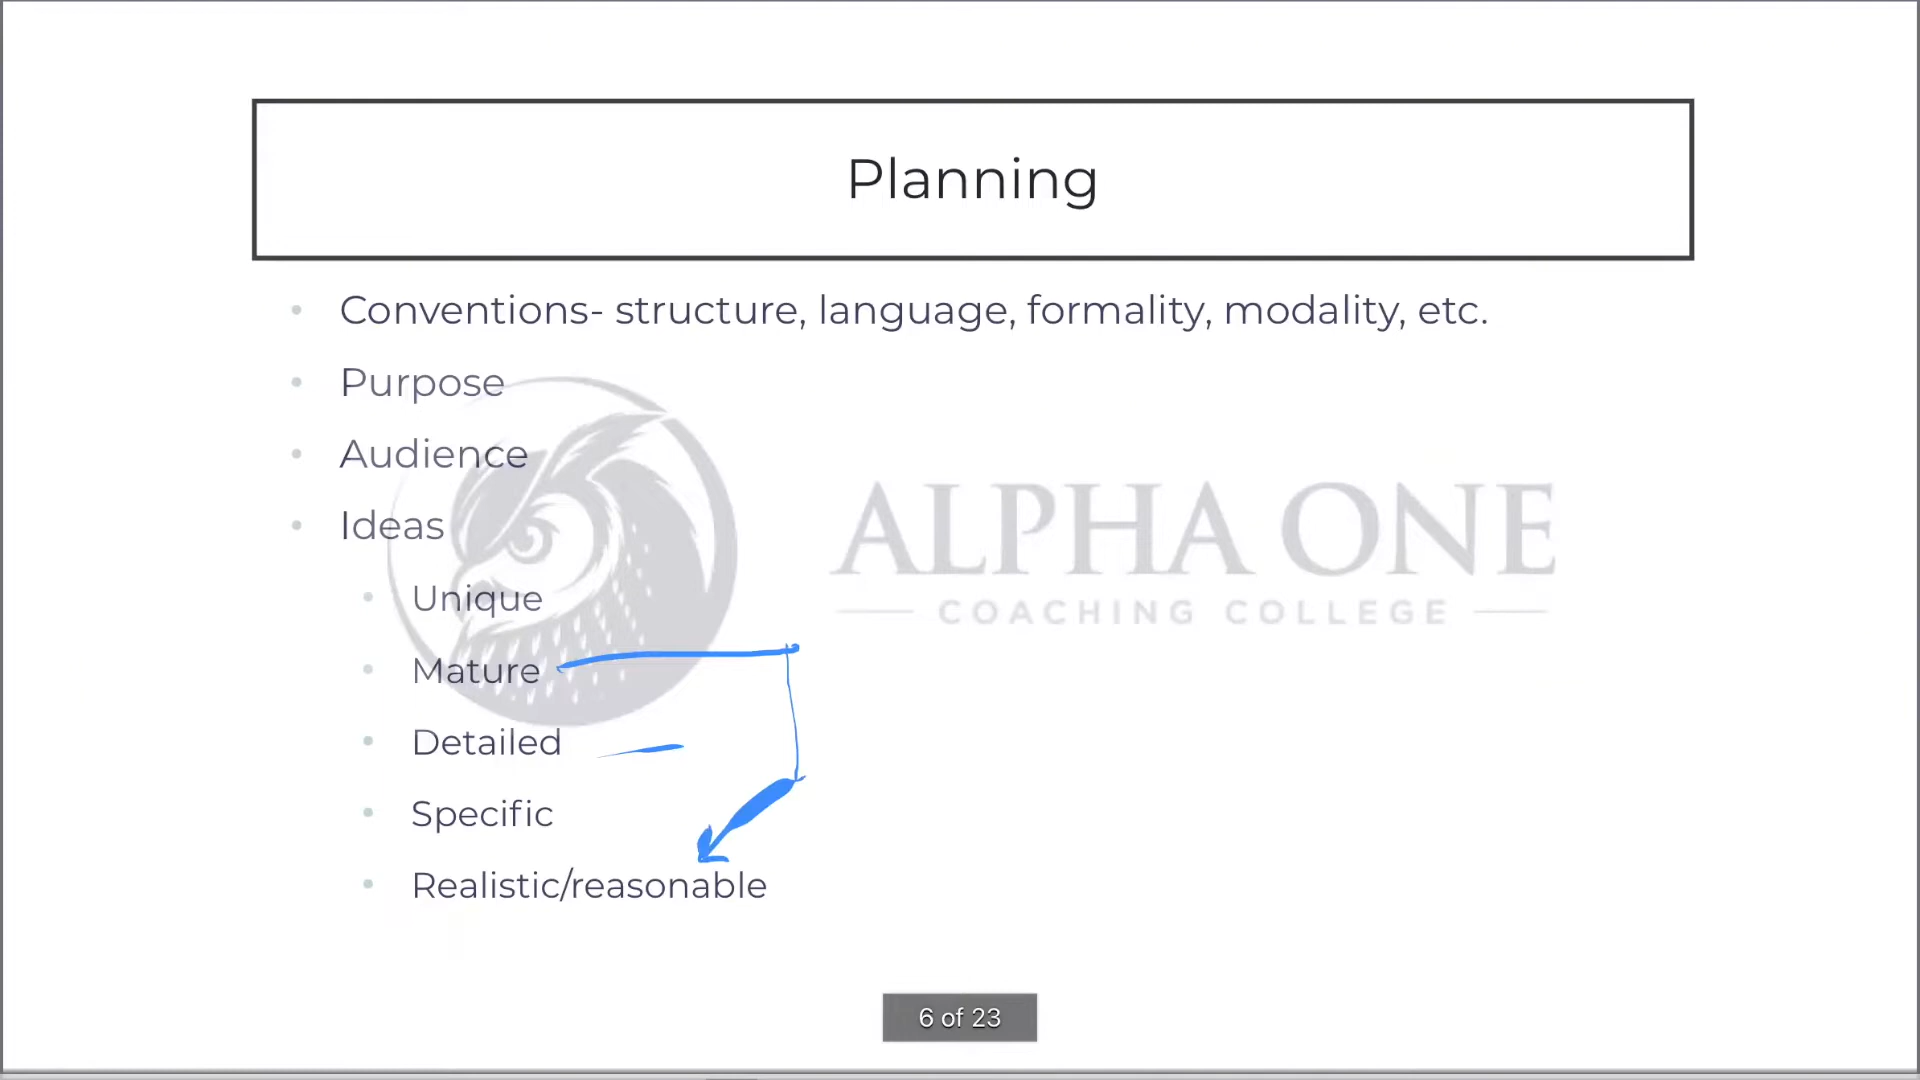 Planning
Conventions- structure, language, formality, modality, etc.
Purpose
Audience
Ideas
Unique
Mature
Detailed
Specific
Realistic/reasonable
ALPHA ONE
COACHING COLLEGE
6 of 23